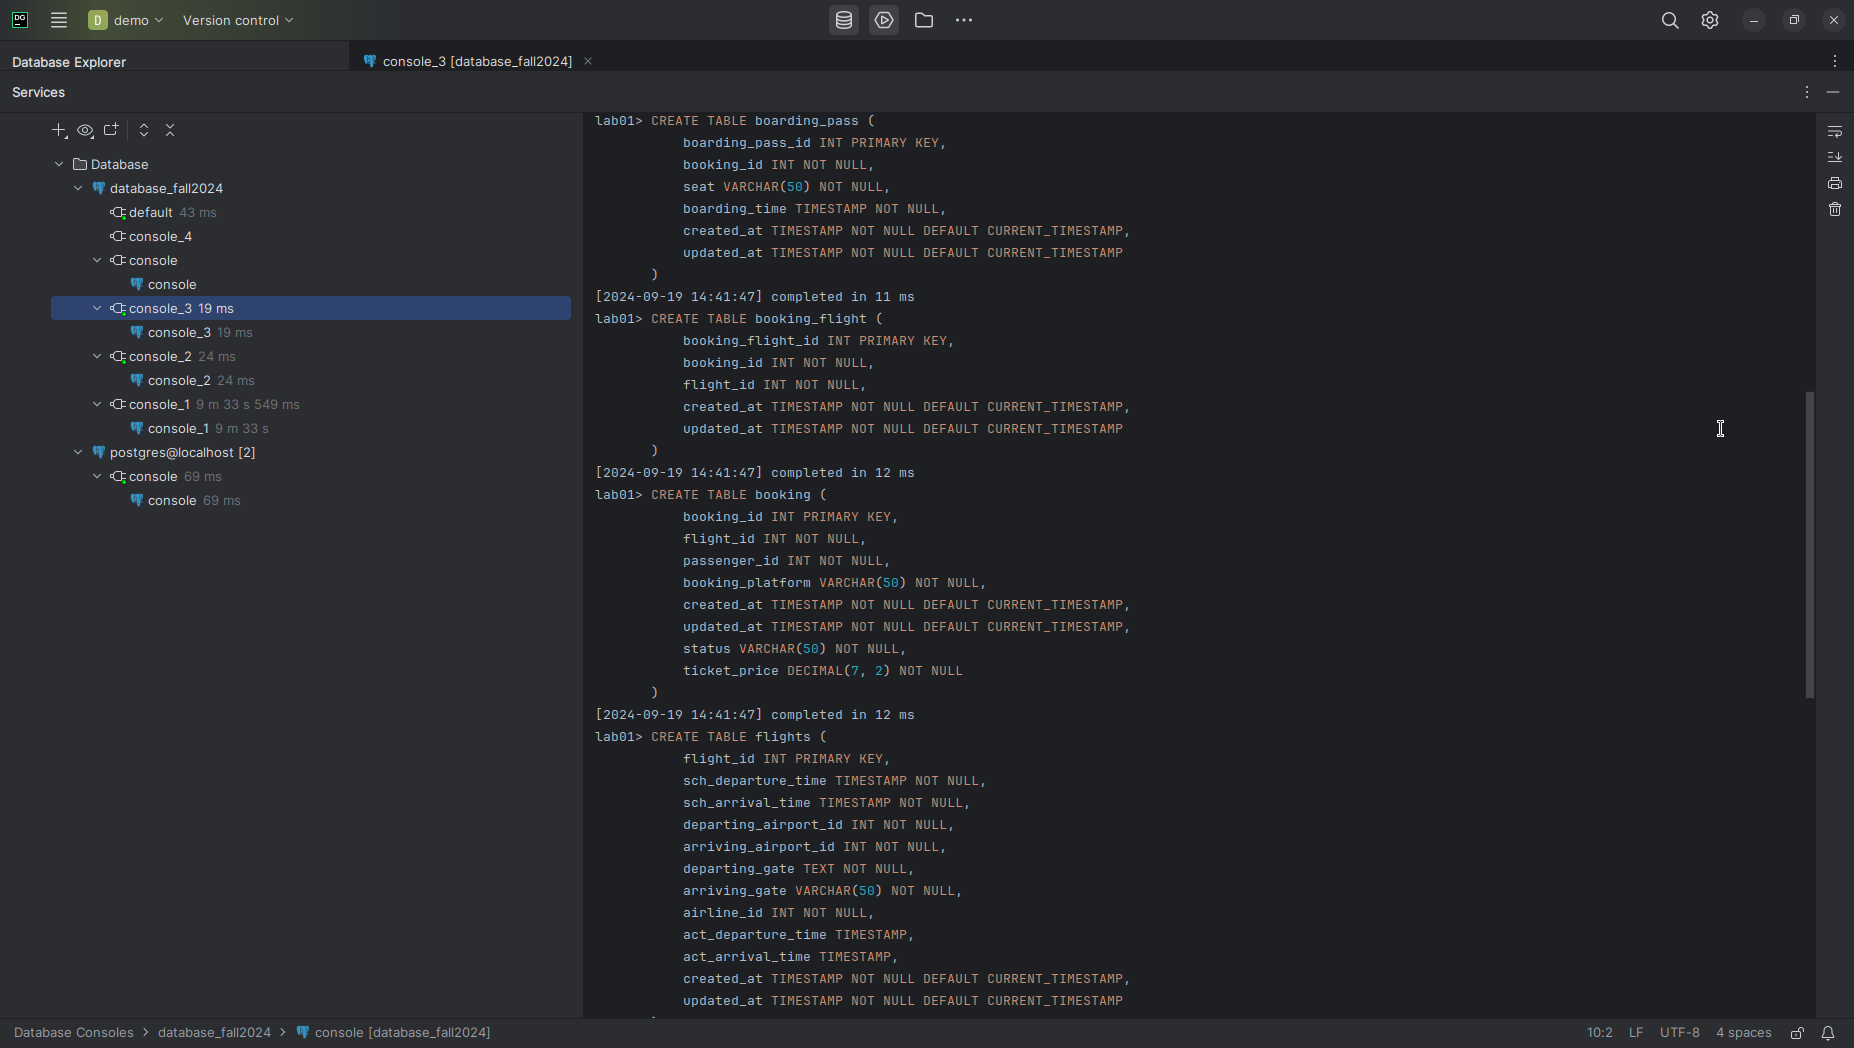 DG
D demo Version control
Database Explorer
console_3 [database_fall2024]
Services
Database
database_fall2024
default 43 ms
console_4
console
console
console_3 19 ms
console_3 19 ms
console_2 24 ms
console_2 24 ms
console_1 9 m 33 s 549 ms
console_1 9 m 33 s
postgres@localhost [2]
console 69 ms
console 69 ms
lab01> CREATE TABLE boarding_pass (
boarding_pass_id INT PRIMARY KEY,
booking_id INT NOT NULL,
seat VARCHAR(50) NOT NULL,
boarding_time TIMESTAMP NOT NULL,
created_at TIMESTAMP NOT NULL DEFAULT CURRENT_TIMESTAMP,
updated_at TIMESTAMP NOT NULL DEFAULT CURRENT_TIMESTAMP
)
[2024-09-19 14:41:47] completed in 11 ms
lab01> CREATE TABLE booking_flight (
booking_flight_id INT PRIMARY KEY,
booking_id INT NOT NULL,
flight_id INT NOT NULL,
created_at TIMESTAMP NOT NULL DEFAULT CURRENT_TIMESTAMP,
updated_at TIMESTAMP NOT NULL DEFAULT CURRENT_TIMESTAMP
)
[2024-09-19 14:41:47] completed in 12 ms
lab01> CREATE TABLE booking (
booking_id INT PRIMARY KEY,
flight_id INT NOT NULL,
passenger_id INT NOT NULL,
booking_platform VARCHAR(50) NOT NULL,
created_at TIMESTAMP NOT NULL DEFAULT CURRENT_TIMESTAMP,
updated_at TIMESTAMP NOT NULL DEFAULT CURRENT_TIMESTAMP,
status VARCHAR(50) NOT NULL,
ticket_price DECIMAL(7, 2) NOT NULL
)
[2024-09-19 14:41:47] completed in 12 ms
lab01> CREATE TABLE flights (
flight_id INT PRIMARY KEY,
sch_departure_time TIMESTAMP NOT NULL,
sch_arrival_time TIMESTAMP NOT NULL,
departing_airport_id INT NOT NULL,
arriving_airport_id INT NOT NULL,
departing_gate TEXT NOT NULL,
arriving_gate VARCHAR(50) NOT NULL,
airline_id INT NOT NULL,
act_departure_time TIMESTAMP,
act_arrival_time TIMESTAMP,
created_at TIMESTAMP NOT NULL DEFAULT CURRENT_TIMESTAMP,
updated_at TIMESTAMP NOT NULL DEFAULT CURRENT_TIMESTAMP
Database Consoles > database_fall2024 > console [database_fall2024]
10:2 LF UTF-8 4 spaces